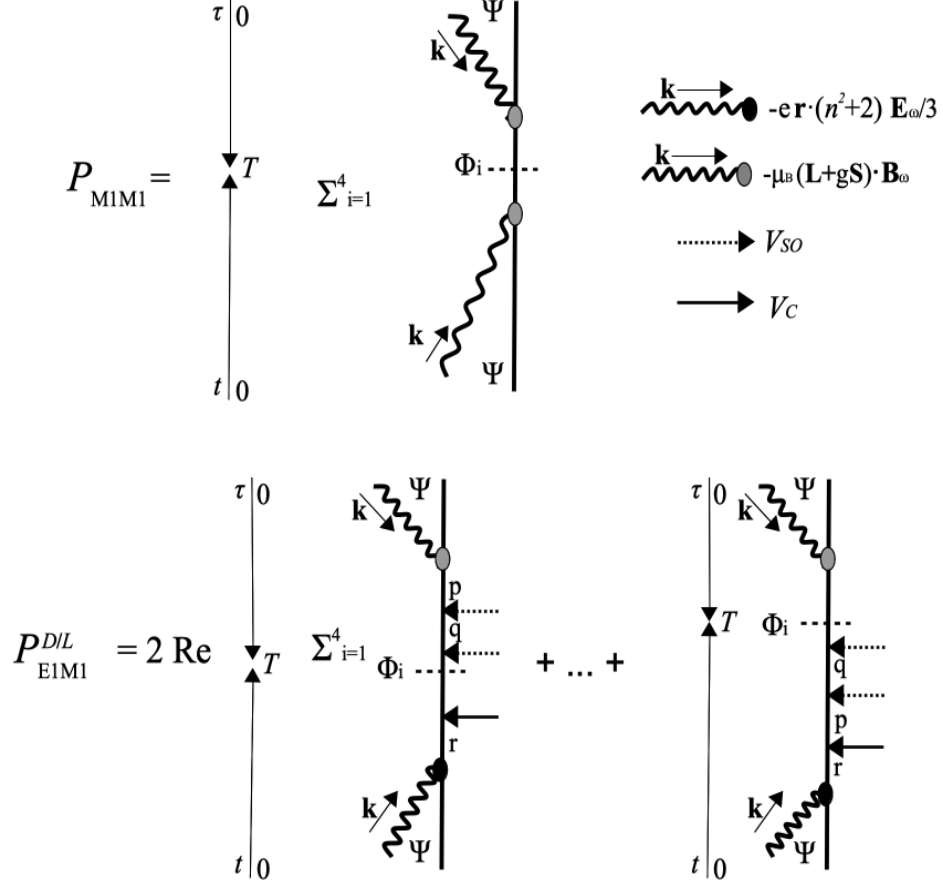 τ 0
Ψ
k
k -e r·(n²+2) E_ω/3
P_M1M1 =
T
Σ⁴_i=1
Φ_i
k -μ_B (L+gS)·B_ω
V_SO
V_C
k
t 0
Ψ
τ 0
Ψ
k
τ 0
Ψ
k
p
q
P^D/L_E1M1 = 2 Re
T
Σ⁴_i=1
Φ_i
+ ... +
T
Φ_i
q
p
r
r
k
Ψ
k
Ψ
t 0
t 0